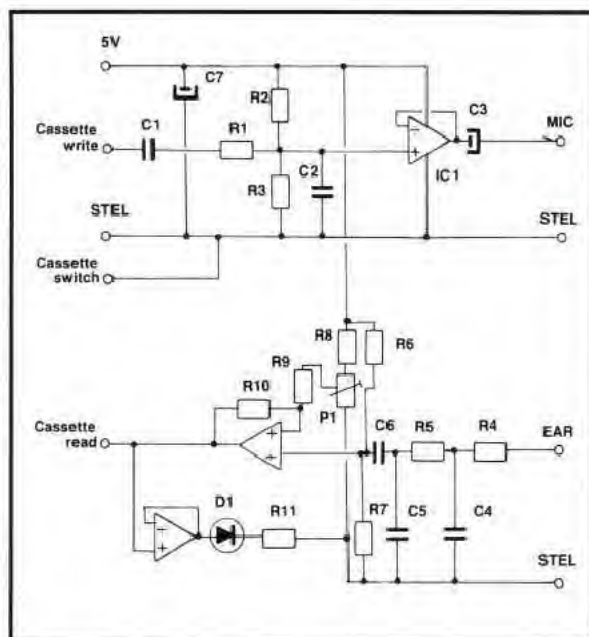 5V
C7
R2
C3
Cassette
write
C1
R1
MIC
C2
IC1
R3
STEL
STEL
Cassette
switch
R8
R6
R9
R10
P1
Cassette
read
C6
R5
R4
EAR
D1
R11
R7
C5
C4
STEL